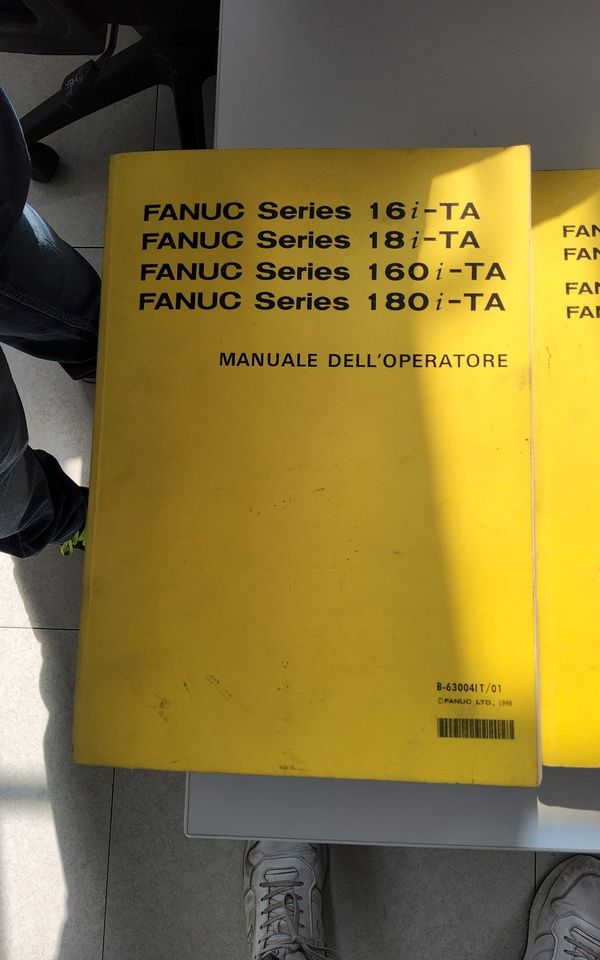 FANUC Series 16i-TA
FANUC Series 18i-TA
FANUC Series 160i-TA
FANUC Series 180i-TA
MANUALE DELL'OPERATORE
B-63004IT/01
© FANUC LTD, 1998